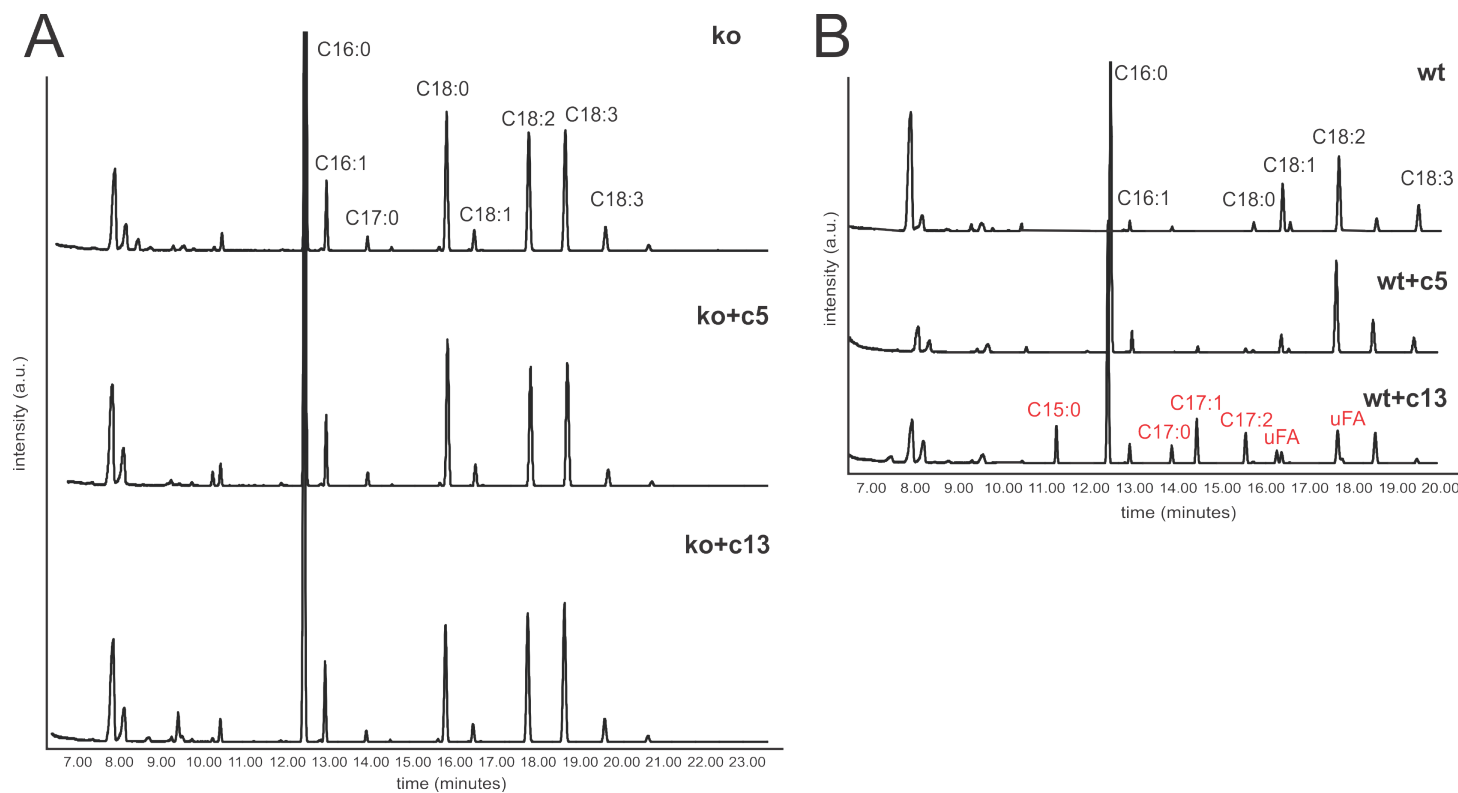 A
ko
C16:0
C18:0
C18:2
C18:3
C16:1
C17:0
C18:1
C18:3
ko+c5
ko+c13
intensity (a.u.)
7.00 8.00 9.00 10.00 11.00 12.00 13.00 14.00 15.00 16.00 17.00 18.00 19.00 20.00 21.00 22.00 23.00
time (minutes)
B
wt
C16:0
C18:2
C18:1
C18:3
C16:1
C18:0
wt+c5
wt+c13
C15:0
C17:1
C17:0
C17:2
uFA
uFA
intensity (a.u.)
7.00 8.00 9.00 10.00 11.00 12.00 13.00 14.00 15.00 16.00 17.00 18.00 19.00 20.00
time (minutes)